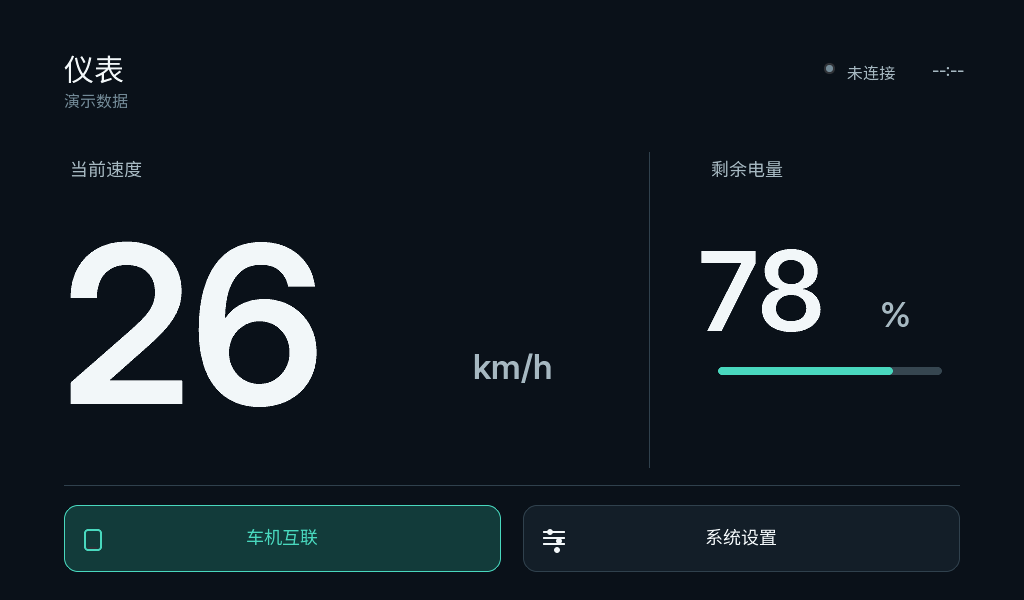 仪表
演示数据
未连接 --:--
当前速度
26 km/h
剩余电量
78 %
车机互联
系统设置